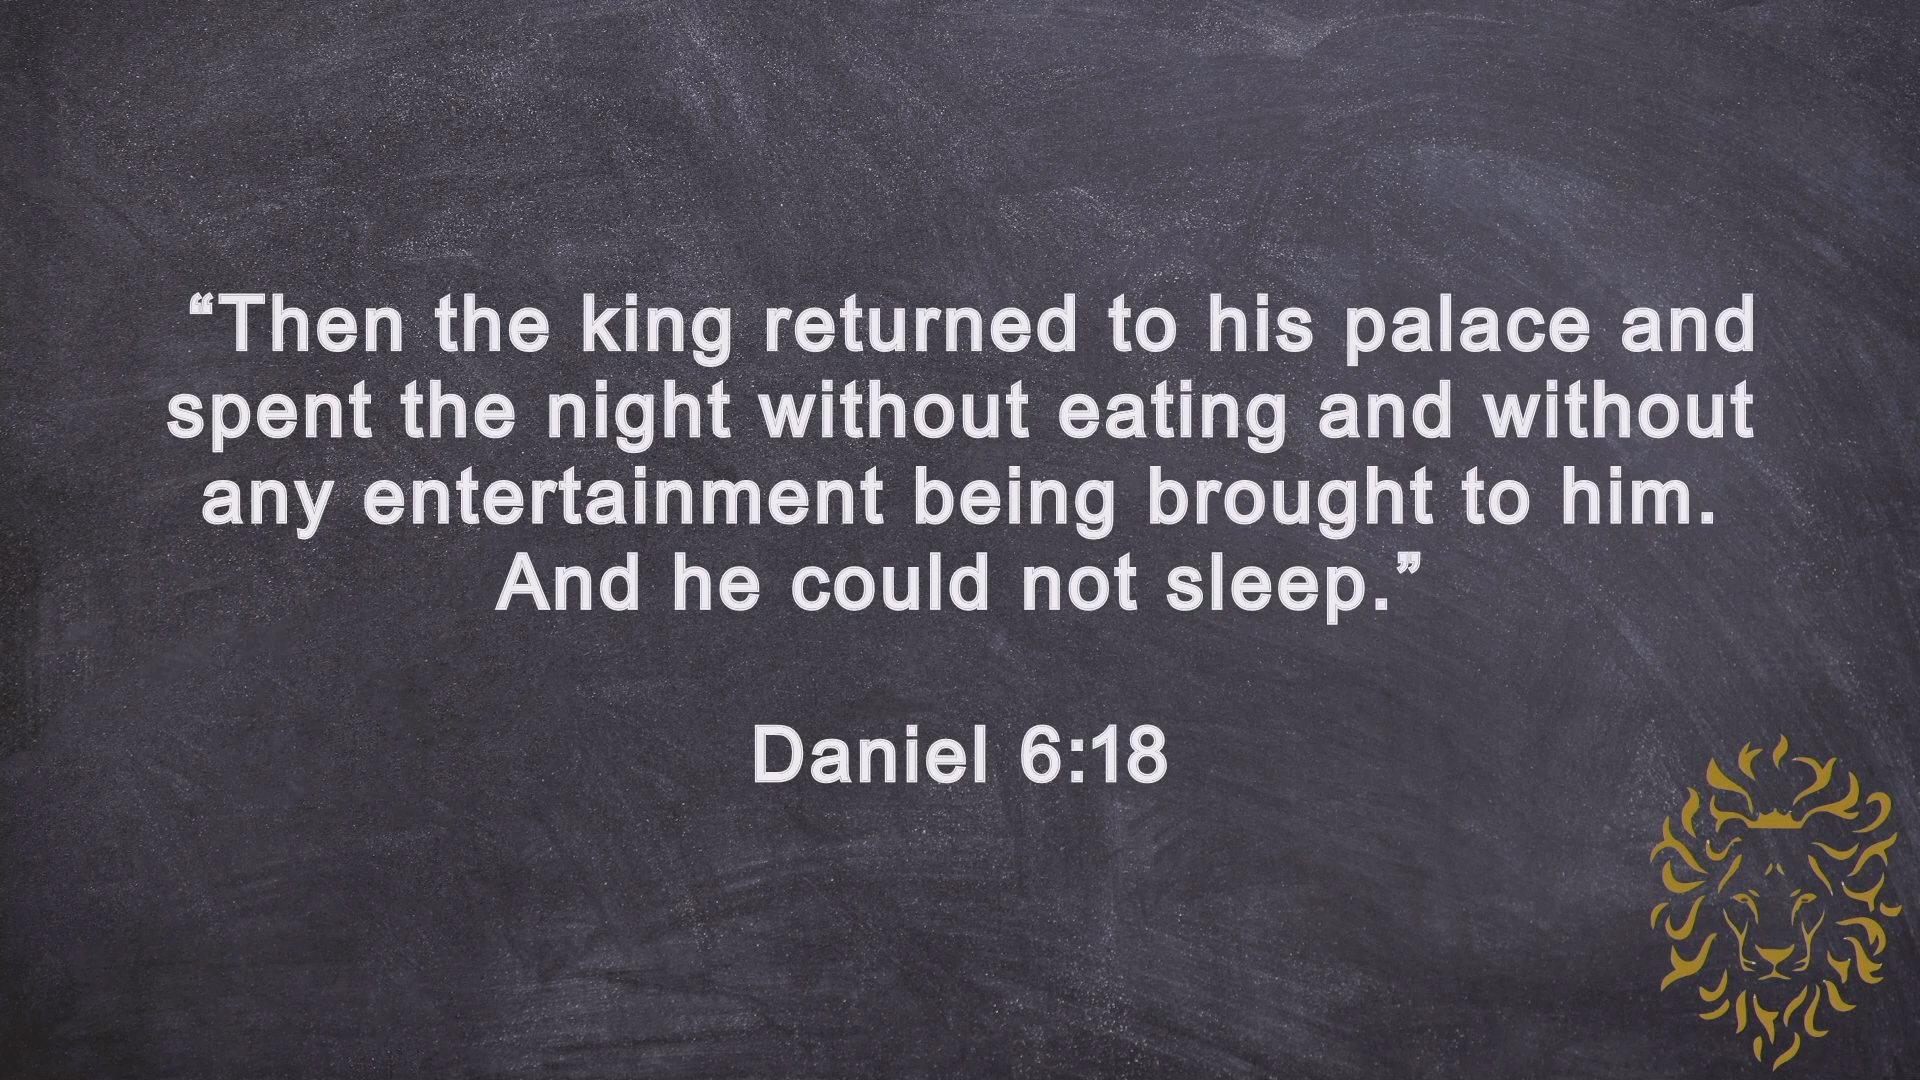 “Then the king returned to his palace and
spent the night without eating and without
any entertainment being brought to him.
And he could not sleep.”
Daniel 6:18